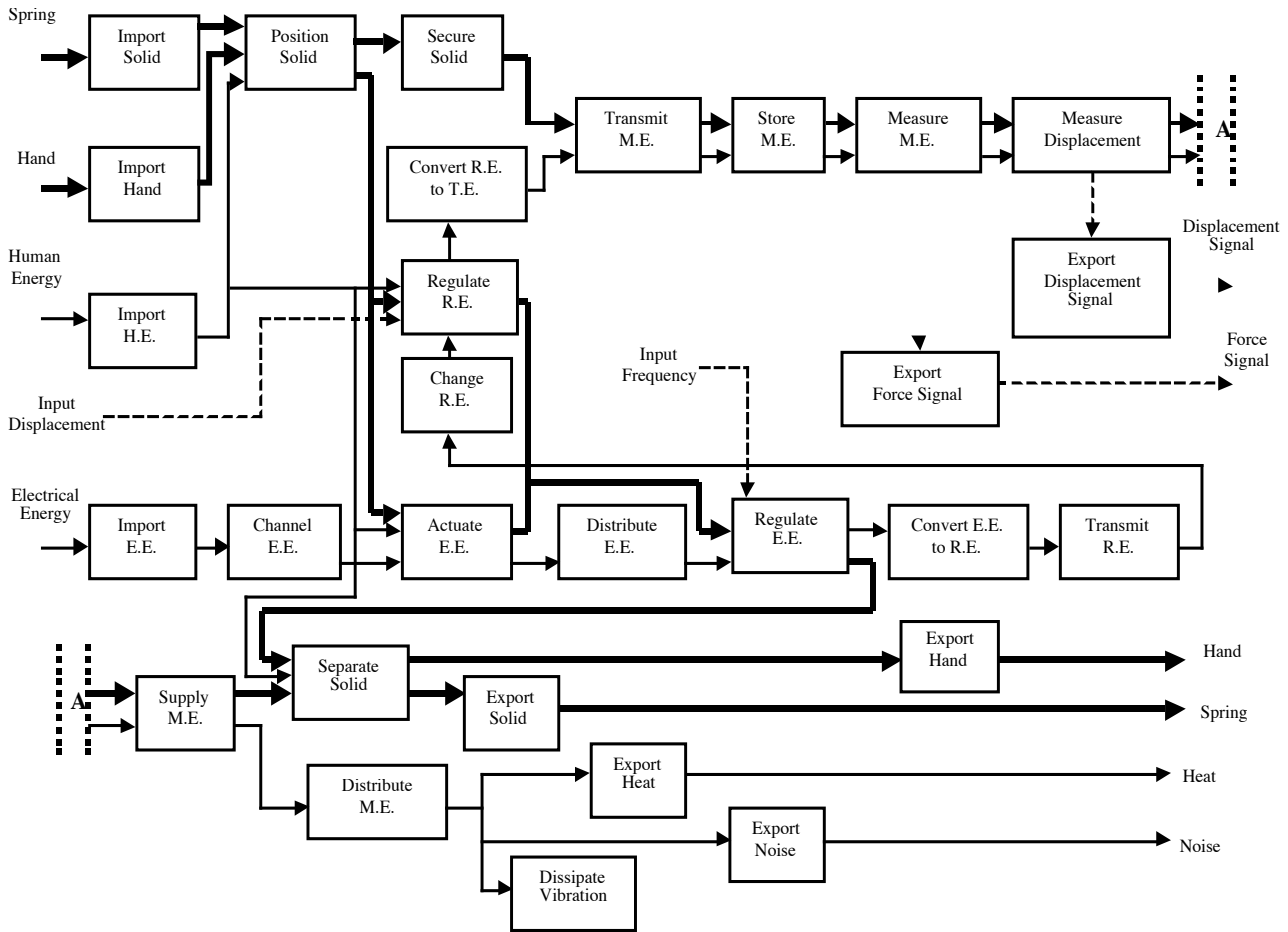 Spring
Import
Solid
Position
Solid
Secure
Solid
Transmit
M.E.
Store
M.E.
Measure
M.E.
Measure
Displacement
A
Hand
Import
Hand
Convert R.E.
to T.E.
Human
Energy
Import
H.E.
Regulate
R.E.
Export
Displacement
Signal
Displacement
Signal
Input
Displacement
Change
R.E.
Input
Frequency
Export
Force Signal
Force
Signal
Electrical
Energy
Import
E.E.
Channel
E.E.
Actuate
E.E.
Distribute
E.E.
Regulate
E.E.
Convert E.E.
to R.E.
Transmit
R.E.
A
Supply
M.E.
Separate
Solid
Export
Hand
Hand
Export
Solid
Spring
Distribute
M.E.
Export
Heat
Heat
Export
Noise
Noise
Dissipate
Vibration